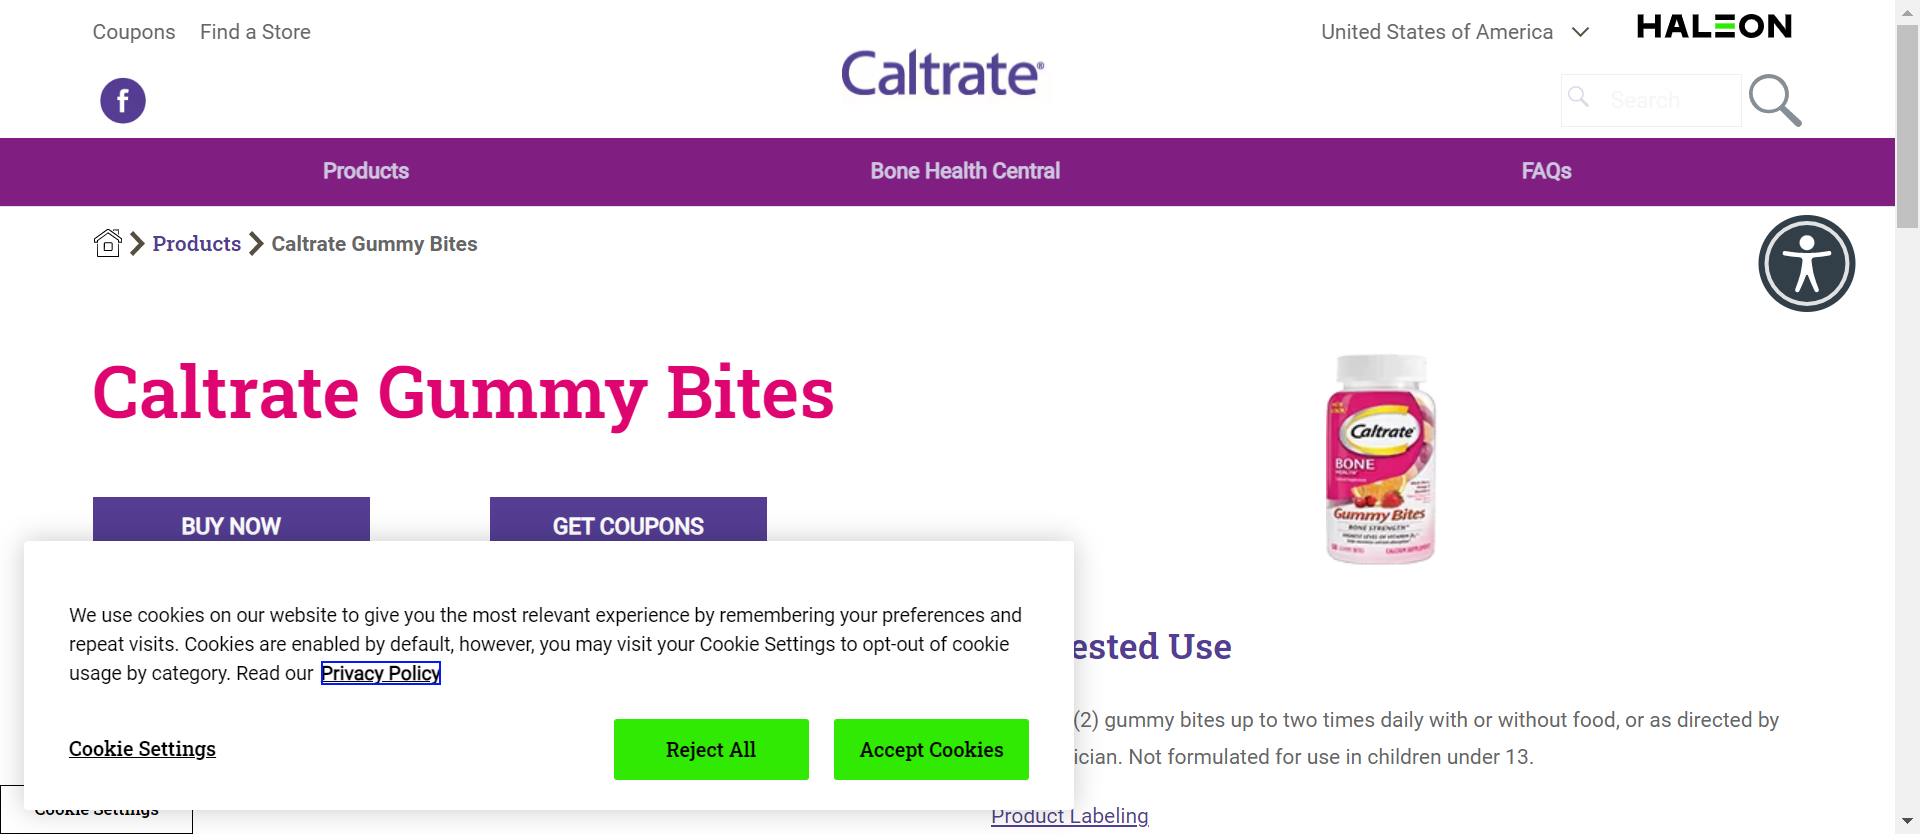 Coupons Find a Store
United States of America
HALEON
Caltrate®
f
Search
Products Bone Health Central FAQs
Products Caltrate Gummy Bites
Caltrate Gummy Bites
Caltrate
BONE
Gummy Bites
BONE STRENGTH
BUY NOW GET COUPONS
We use cookies on our website to give you the most relevant experience by remembering your preferences and
repeat visits. Cookies are enabled by default, however, you may visit your Cookie Settings to opt-out of cookie
usage by category. Read our Privacy Policy
Cookie Settings Reject All Accept Cookies
Cookie Settings
ested Use
(2) gummy bites up to two times daily with or without food, or as directed by
ician. Not formulated for use in children under 13.
Product Labeling